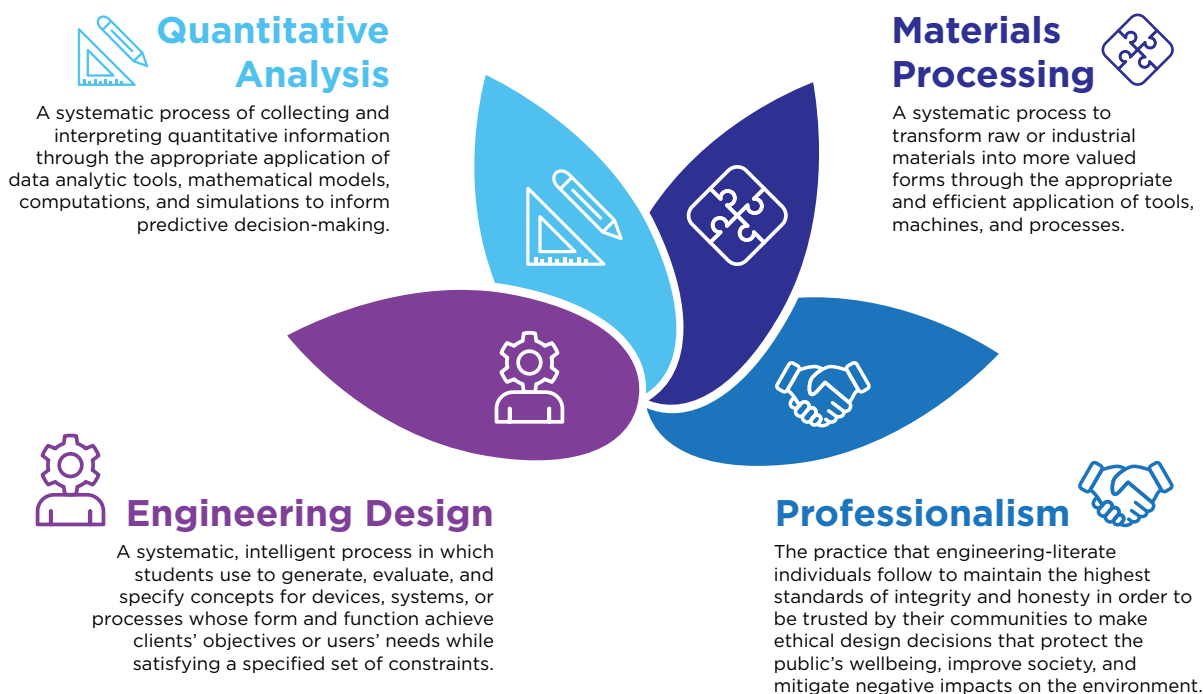 Quantitative
Analysis
A systematic process of collecting and
interpreting quantitative information
through the appropriate application of
data analytic tools, mathematical models,
computations, and simulations to inform
predictive decision-making.
Materials
Processing
A systematic process to
transform raw or industrial
materials into more valued
forms through the appropriate
and efficient application of tools,
machines, and processes.
Engineering Design
A systematic, intelligent process in which
students use to generate, evaluate, and
specify concepts for devices, systems, or
processes whose form and function achieve
clients’ objectives or users’ needs while
satisfying a specified set of constraints.
Professionalism
The practice that engineering-literate
individuals follow to maintain the highest
standards of integrity and honesty in order to
be trusted by their communities to make
ethical design decisions that protect the
public’s wellbeing, improve society, and
mitigate negative impacts on the environment.